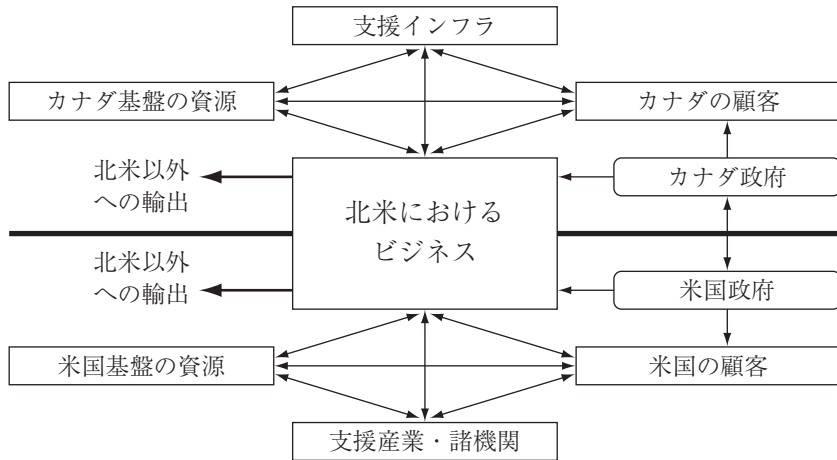 支援インフラ
カナダ基盤の資源
カナダの顧客
北米以外
への輸出
カナダ政府
北米における
ビジネス
北米以外
への輸出
米国政府
米国基盤の資源
米国の顧客
支援産業・諸機関